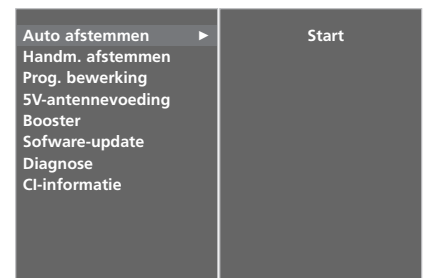 Auto afstemmen ►
Start
Handm. afstemmen
Prog. bewerking
5V-antennevoeding
Booster
Sofware-update
Diagnose
CI-informatie